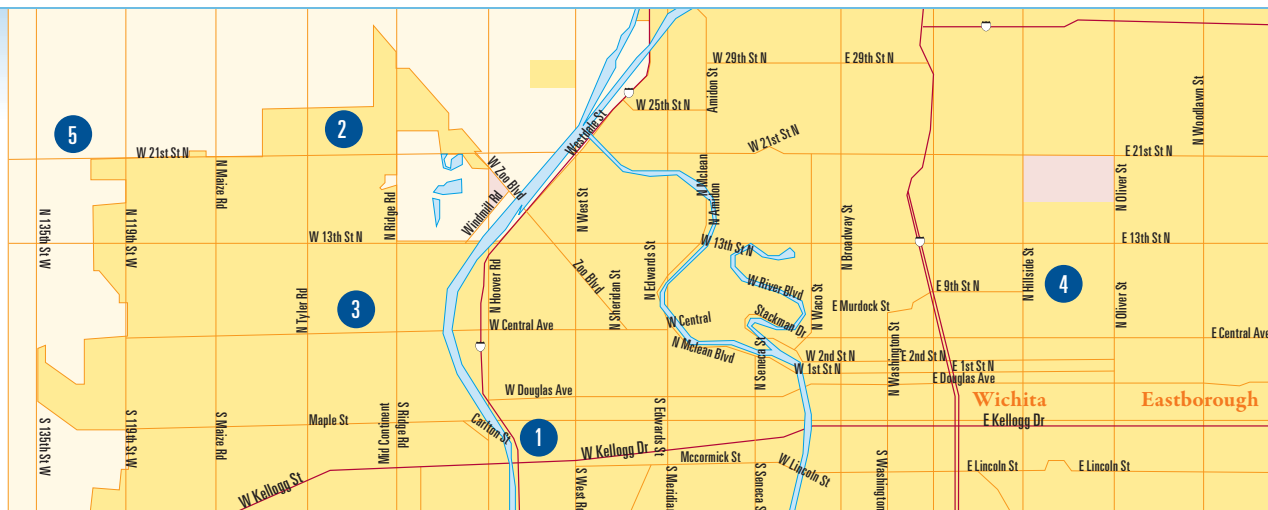 W 29th St N
E 29th St N
Amidon St
N Woodlawn St
W 25th St N
Westdale St
5
2
W 21st St N
W 21st St N
E 21st St N
N Maize Rd
W Zoo Blvd
N Mclean
N Amidon
N Oliver St
Windmill Rd
N Ridge Rd
N West St
N 135th St W
N 119th St W
W 13th St N
W 13th St N
E 13th St N
N Broadway St
N Edwards St
N Hillside St
Zoo Blvd
N Hoover Rd
N Sheridan St
W River Blvd
E 9th St N
4
N Tyler Rd
3
N Waco St
E Murdock St
N Oliver St
W Central Ave
W Central
Stackman Dr
E Central Ave
N Mclean Blvd
N Seneca St
W 2nd St N
E 2nd St N
W 1st St N
E 1st St N
N Washington St
E Douglas Ave
W Douglas Ave
Wichita
Eastborough
S 135th St W
S 119th St W
S Maize Rd
Maple St
Mid Continent
S Ridge Rd
Carlton St
1
S Edwards St
E Kellogg Dr
W Kellogg Dr
Mccormick St
W Lincoln St
E Lincoln St
E Lincoln St
W Kellogg St
S West Rd
S Meridia
S Seneca S
S Washington